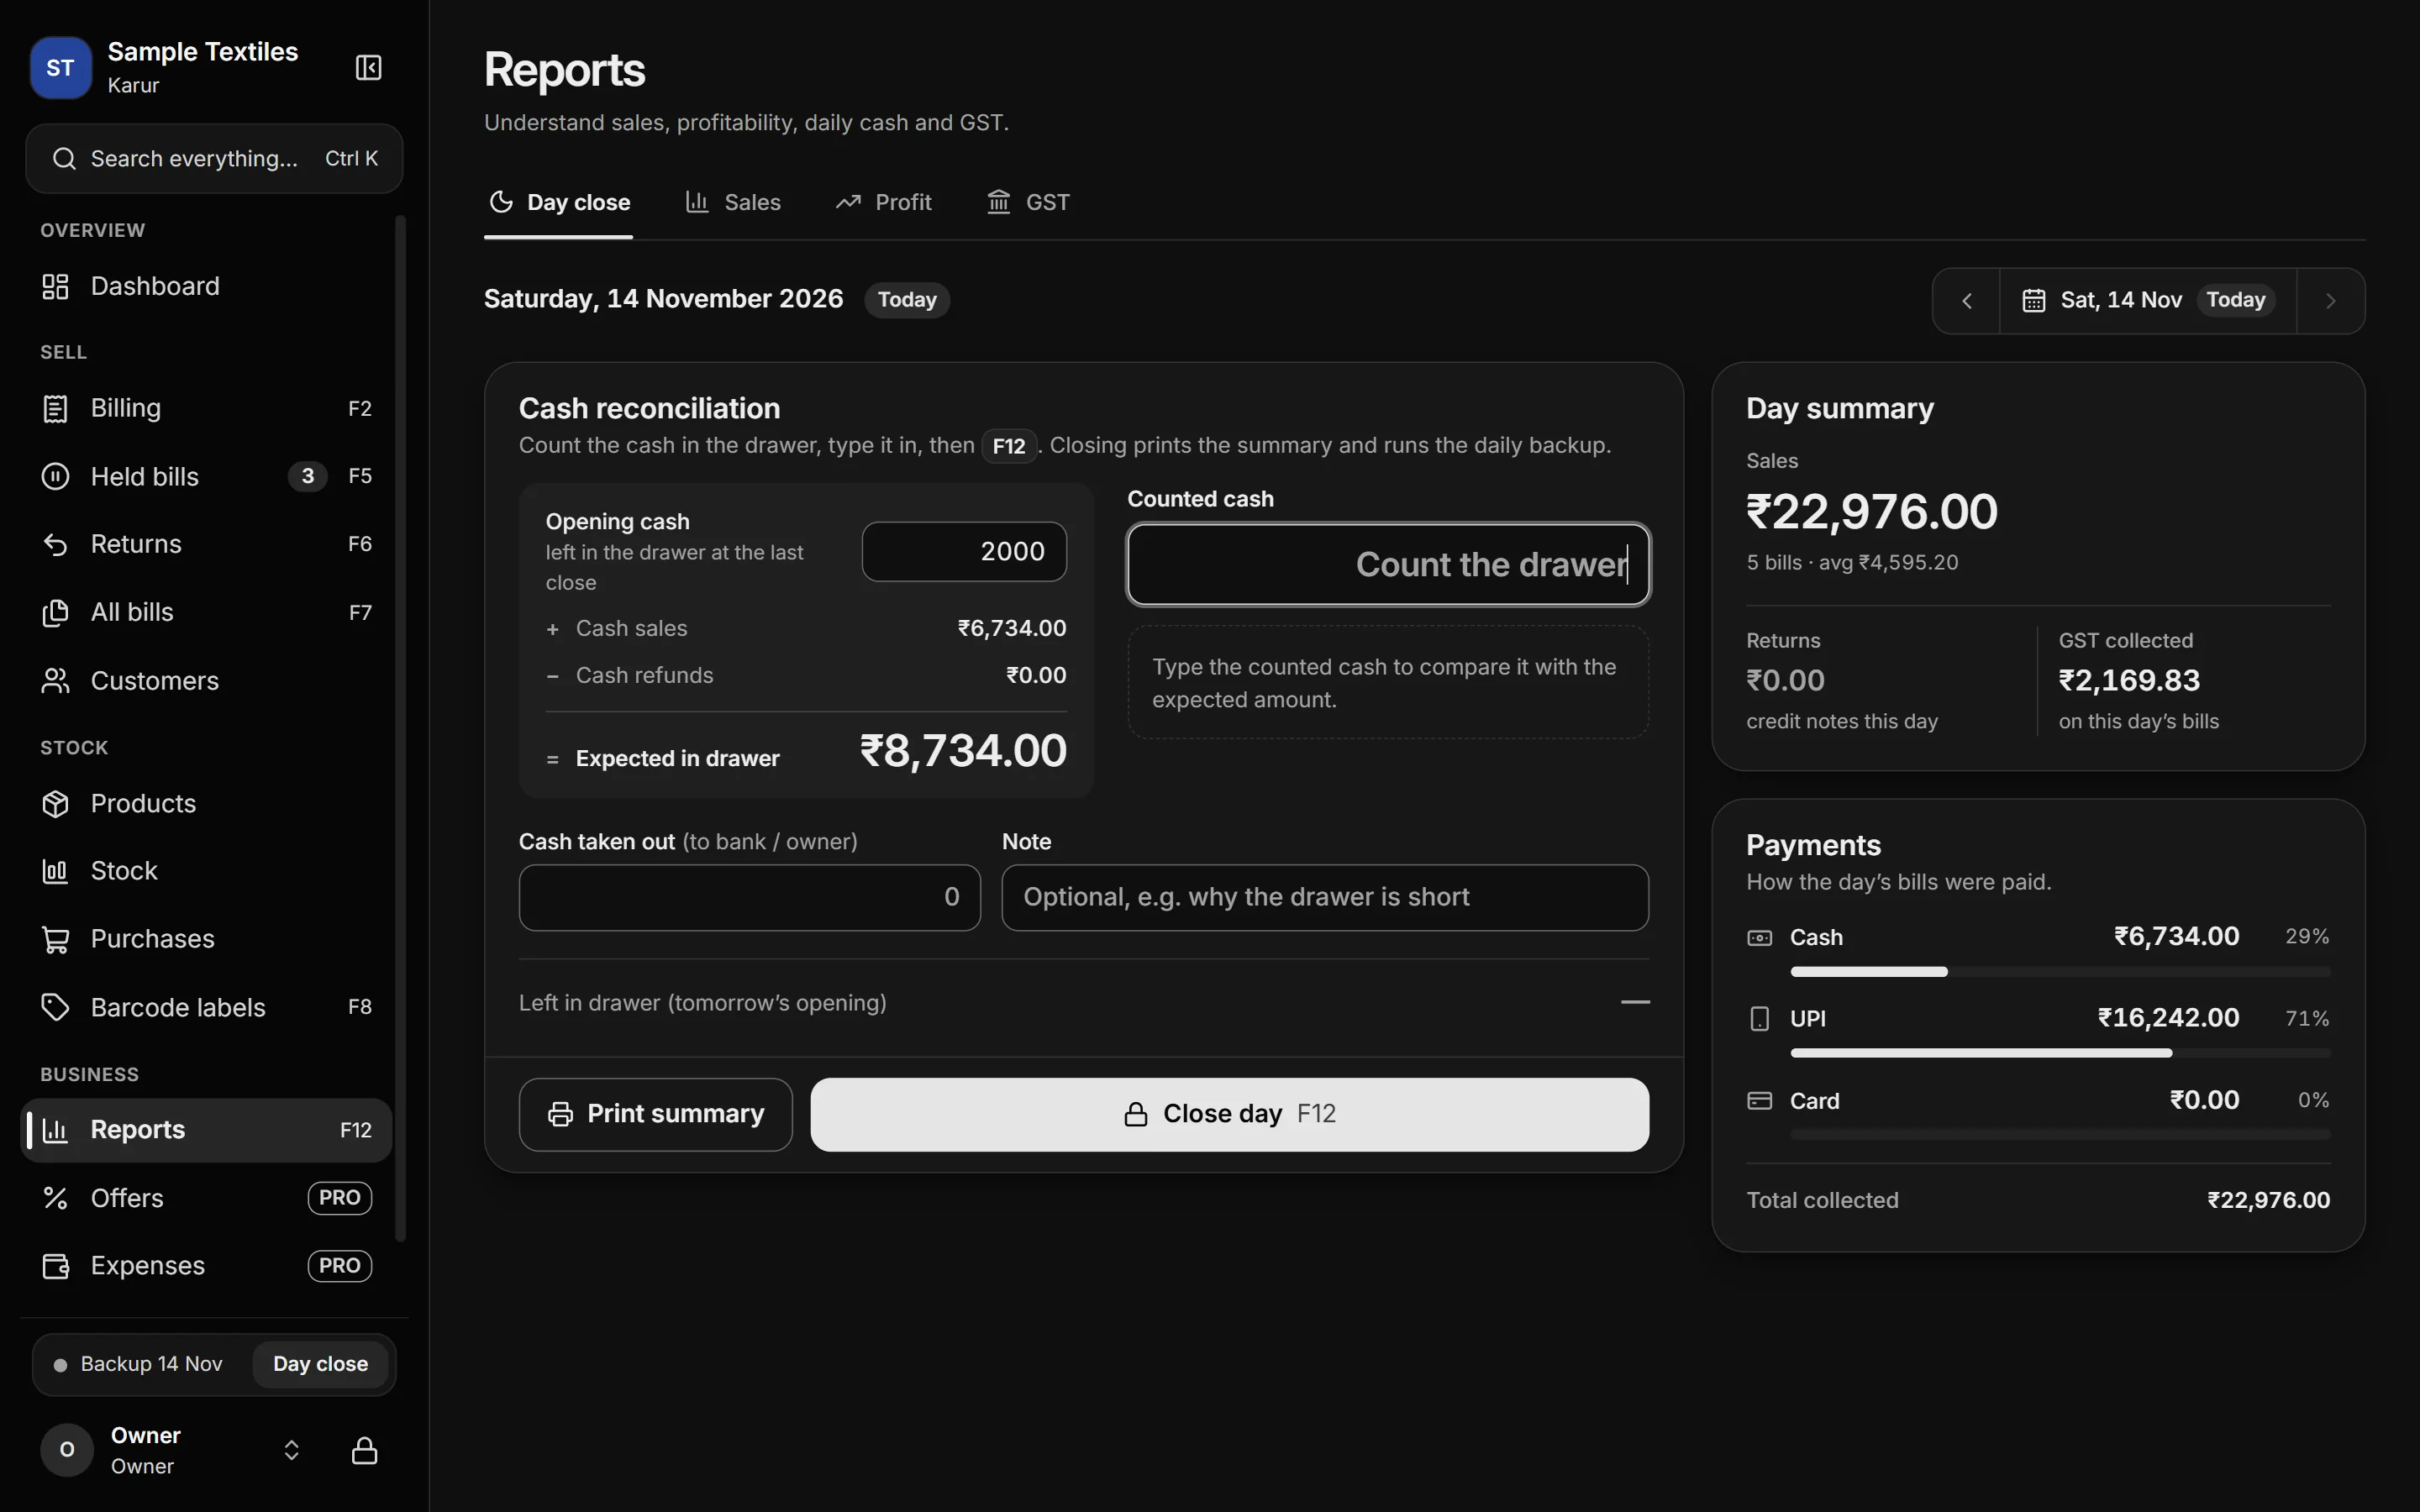 ST
Sample Textiles
Karur
Search everything... Ctrl K
OVERVIEW
Dashboard
SELL
Billing F2
Held bills 3 F5
Returns F6
All bills F7
Customers
STOCK
Products
Stock
Purchases
Barcode labels F8
BUSINESS
Reports F12
Offers PRO
Expenses PRO
Backup 14 Nov Day close
O
Owner
Owner
Reports
Understand sales, profitability, daily cash and GST.
Day close Sales Profit GST
Saturday, 14 November 2026 Today
Sat, 14 Nov Today
Cash reconciliation
Count the cash in the drawer, type it in, then F12. Closing prints the summary and runs the daily backup.
Opening cash
left in the drawer at the last
close
2000
+ Cash sales ₹6,734.00
− Cash refunds ₹0.00
= Expected in drawer ₹8,734.00
Counted cash
Count the drawer
Type the counted cash to compare it with the
expected amount.
Cash taken out (to bank / owner)
0
Note
Optional, e.g. why the drawer is short
Left in drawer (tomorrow’s opening) —
Print summary
Close day F12
Day summary
Sales
₹22,976.00
5 bills · avg ₹4,595.20
Returns
₹0.00
credit notes this day
GST collected
₹2,169.83
on this day’s bills
Payments
How the day’s bills were paid.
Cash ₹6,734.00 29%
UPI ₹16,242.00 71%
Card ₹0.00 0%
Total collected ₹22,976.00